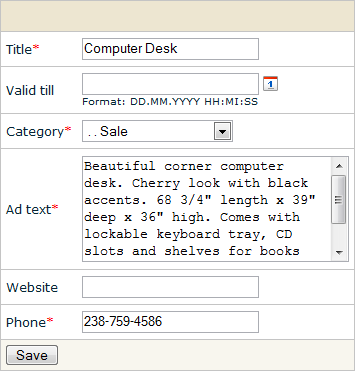 Title* Computer Desk
Valid till
1
Format: DD.MM.YYYY HH:MI:SS
Category* . . Sale
Beautiful corner computer
desk. Cherry look with black
accents. 68 3/4" length x 39"
Ad text* deep x 36" high. Comes with
lockable keyboard tray, CD
slots and shelves for books
Website
Phone* 238-759-4586
Save